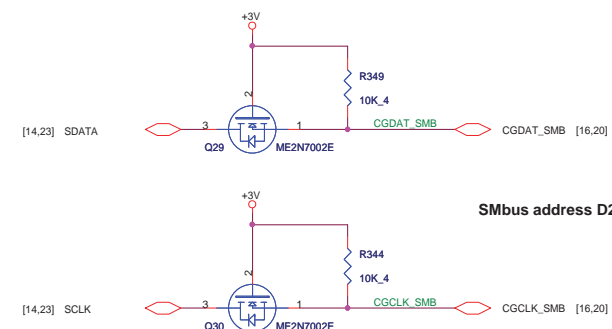 +3V
R349
10K_4
2
[14,23] SDATA
3
1
CGDAT_SMB
CGDAT_SMB [16,20]
Q29
ME2N7002E
+3V
SMbus address D2
R344
10K_4
2
[14,23] SCLK
3
1
CGCLK_SMB
CGCLK_SMB [16,20]
Q30
ME2N7002E